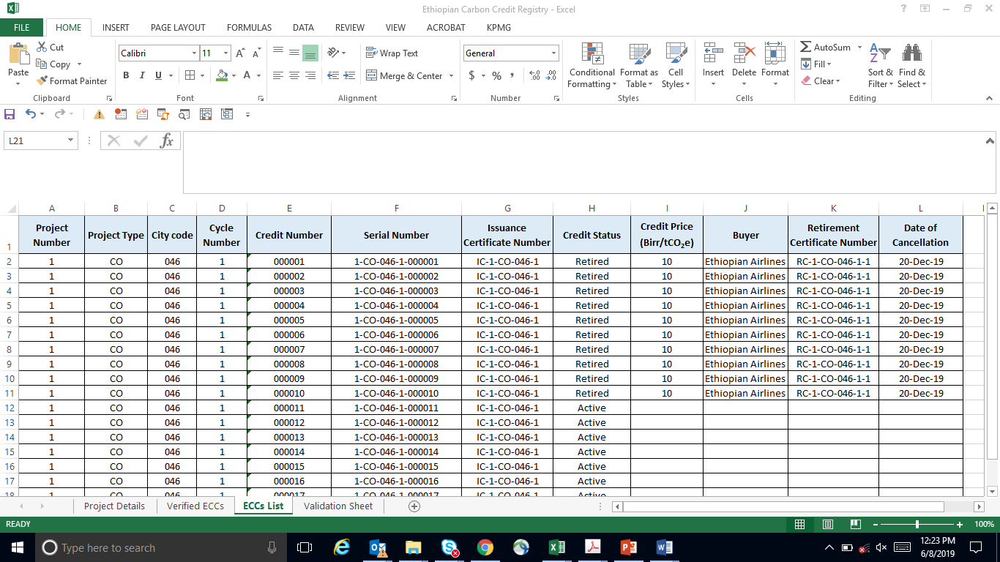 Ethiopian Carbon Credit Registry - Excel
FILE HOME INSERT PAGE LAYOUT FORMULAS DATA REVIEW VIEW ACROBAT KPMG
Paste
Cut
Copy
Format Painter
Clipboard
Calibri 11
B I U
Font
Wrap Text
Merge & Center
Alignment
General
$ % ,
Number
Conditional Formatting
Format as Table
Cell Styles
Styles
Insert Delete Format
Cells
AutoSum
Fill
Clear
Sort & Filter
Find & Select
Editing
L21
fx
A B C D E F G H I J K L
1 Project Number Project Type City code Cycle Number Credit Number Serial Number Issuance Certificate Number Credit Status Credit Price (Birr/tCO₂e) Buyer Retirement Certificate Number Date of Cancellation
2 1 CO 046 1 000001 1-CO-046-1-000001 IC-1-CO-046-1 Retired 10 Ethiopian Airlines RC-1-CO-046-1-1 20-Dec-19
3 1 CO 046 1 000002 1-CO-046-1-000002 IC-1-CO-046-1 Retired 10 Ethiopian Airlines RC-1-CO-046-1-1 20-Dec-19
4 1 CO 046 1 000003 1-CO-046-1-000003 IC-1-CO-046-1 Retired 10 Ethiopian Airlines RC-1-CO-046-1-1 20-Dec-19
5 1 CO 046 1 000004 1-CO-046-1-000004 IC-1-CO-046-1 Retired 10 Ethiopian Airlines RC-1-CO-046-1-1 20-Dec-19
6 1 CO 046 1 000005 1-CO-046-1-000005 IC-1-CO-046-1 Retired 10 Ethiopian Airlines RC-1-CO-046-1-1 20-Dec-19
7 1 CO 046 1 000006 1-CO-046-1-000006 IC-1-CO-046-1 Retired 10 Ethiopian Airlines RC-1-CO-046-1-1 20-Dec-19
8 1 CO 046 1 000007 1-CO-046-1-000007 IC-1-CO-046-1 Retired 10 Ethiopian Airlines RC-1-CO-046-1-1 20-Dec-19
9 1 CO 046 1 000008 1-CO-046-1-000008 IC-1-CO-046-1 Retired 10 Ethiopian Airlines RC-1-CO-046-1-1 20-Dec-19
10 1 CO 046 1 000009 1-CO-046-1-000009 IC-1-CO-046-1 Retired 10 Ethiopian Airlines RC-1-CO-046-1-1 20-Dec-19
11 1 CO 046 1 000010 1-CO-046-1-000010 IC-1-CO-046-1 Retired 10 Ethiopian Airlines RC-1-CO-046-1-1 20-Dec-19
12 1 CO 046 1 000011 1-CO-046-1-000011 IC-1-CO-046-1 Active
13 1 CO 046 1 000012 1-CO-046-1-000012 IC-1-CO-046-1 Active
14 1 CO 046 1 000013 1-CO-046-1-000013 IC-1-CO-046-1 Active
15 1 CO 046 1 000014 1-CO-046-1-000014 IC-1-CO-046-1 Active
16 1 CO 046 1 000015 1-CO-046-1-000015 IC-1-CO-046-1 Active
17 1 CO 046 1 000016 1-CO-046-1-000016 IC-1-CO-046-1 Active
18 1 CO 046 1 000017 1-CO-046-1-000017 IC-1-CO-046-1 Active
Project Details Verified ECCs ECCs List Validation Sheet
READY 100%
Type here to search
12:23 PM
6/8/2019